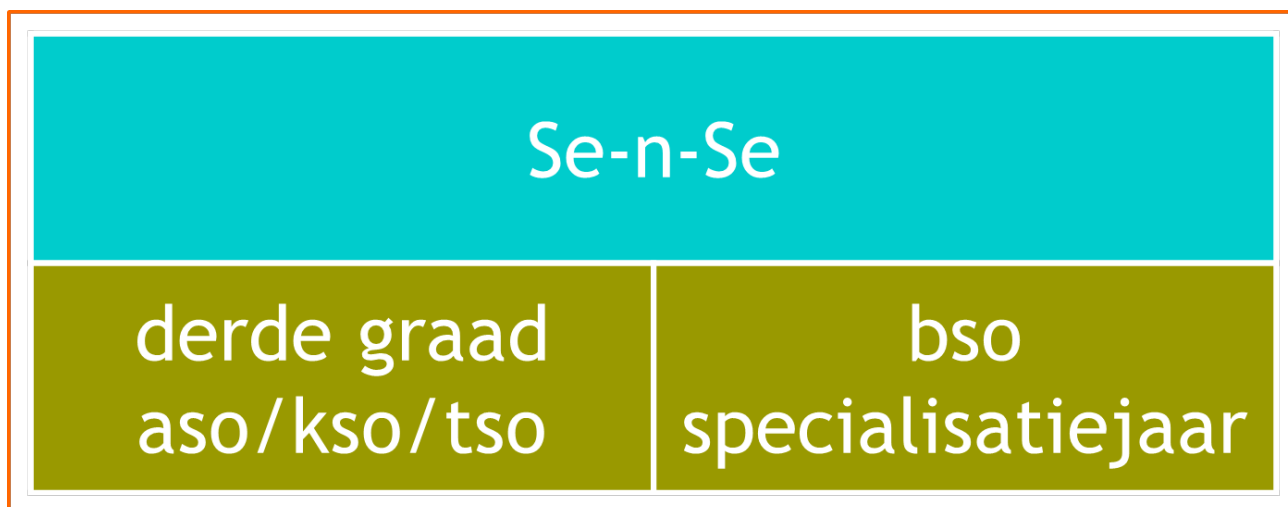 Se-n-Se
derde graad
aso/kso/tso
bso
specialisatiejaar